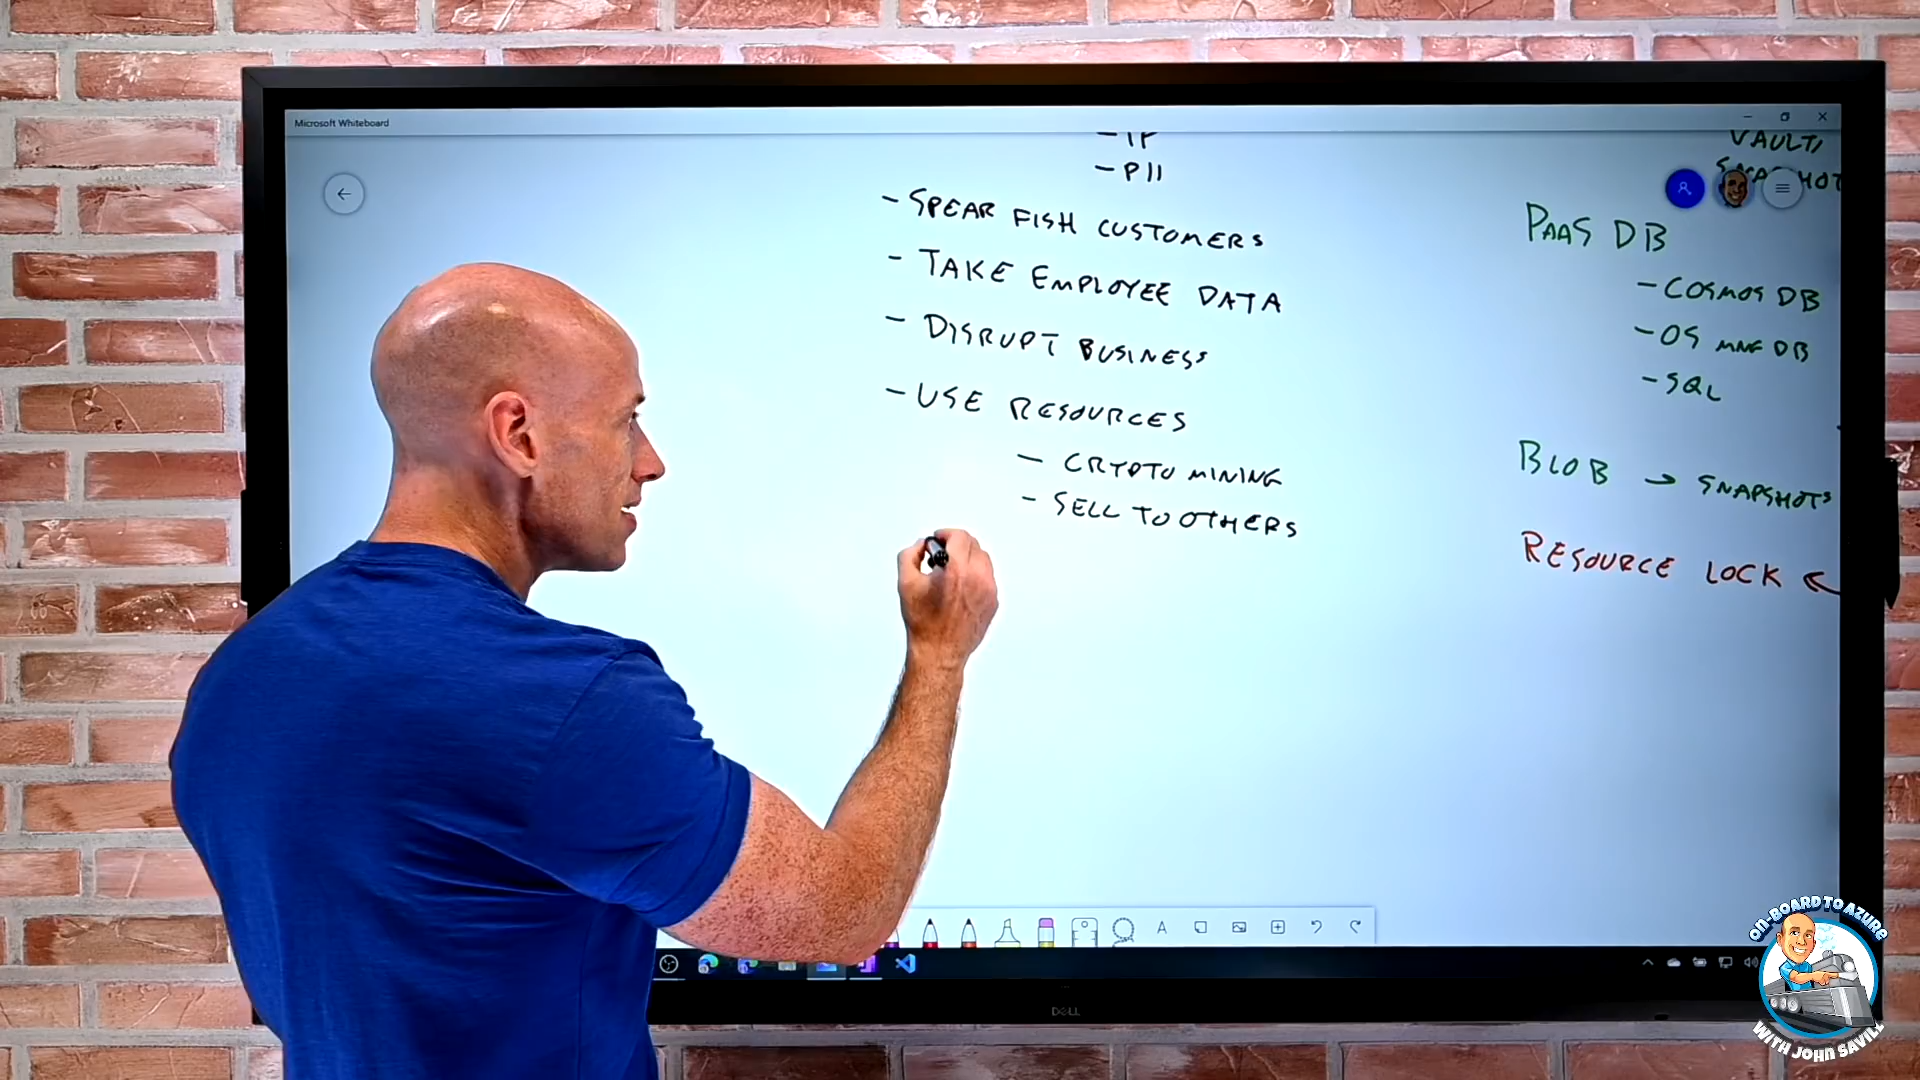 Microsoft Whiteboard
- IP
- PII
- SPEAR FISH CUSTOMERS
- TAKE EMPLOYEE DATA
- DISRUPT BUSINESS
- USE RESOURCES
- CRYPTO MINING
- SELL TO OTHERS
VAULT/
PAAS DB
- COSMOS DB
- OS MNG DB
- SQL
BLOB → SNAPSHOTS
RESOURCE LOCK
DELL
ON-BOARD TO AZURE
WITH JOHN SAVILL